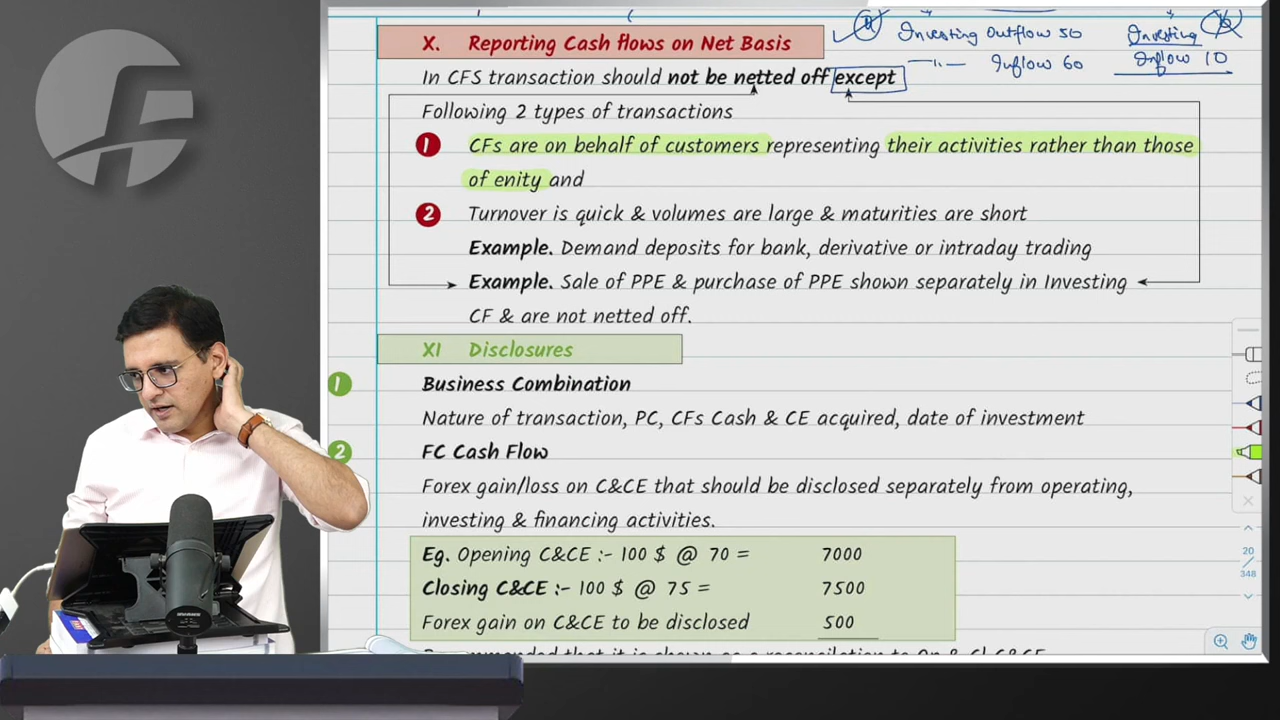 Investing Outflow 50 Investing
X. Reporting Cash flows on Net Basis
—"— Inflow 60 Inflow 10
In CFS transaction should not be netted off except
Following 2 types of transactions
1 CFs are on behalf of customers representing their activities rather than those
of enity and
2 Turnover is quick & volumes are large & maturities are short
Example. Demand deposits for bank, derivative or intraday trading
Example. Sale of PPE & purchase of PPE shown separately in Investing
CF & are not netted off.
XI Disclosures
1 Business Combination
Nature of transaction, PC, CFs Cash & CE acquired, date of investment
2 FC Cash Flow
Forex gain/loss on C&CE that should be disclosed separately from operating,
investing & financing activities.
Eg. Opening C&CE :- 100 $ @ 70 = 7000
Closing C&CE :- 100 $ @ 75 = 7500
Forex gain on C&CE to be disclosed 500
20
348